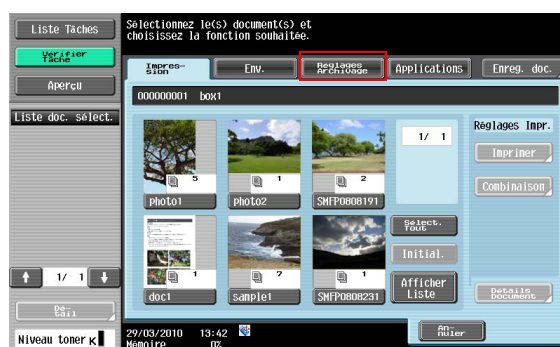 Liste Tâches
Sélectionnez le(s) document(s) et
choisissez la fonction souhaitée.
Vérifier
Tâche
Impres-
sion
Env.
Réglages
Archivage
Applications
Enreg. doc.
Aperçu
000000001 box1
Liste doc. sélect.
Réglages Impr.
1/ 1
5
1
2
Imprimer
photo1
photo2
SMFP0808191
Combinaison
Sélect.
Tout
Initial.
1
7
1
1/ 1
Afficher
Liste
Détails
Document
doc1
sample1
SMFP0808231
Dé-
tail
An-
nuler
Niveau toner K
29/03/2010 13:42
Mémoire 0%